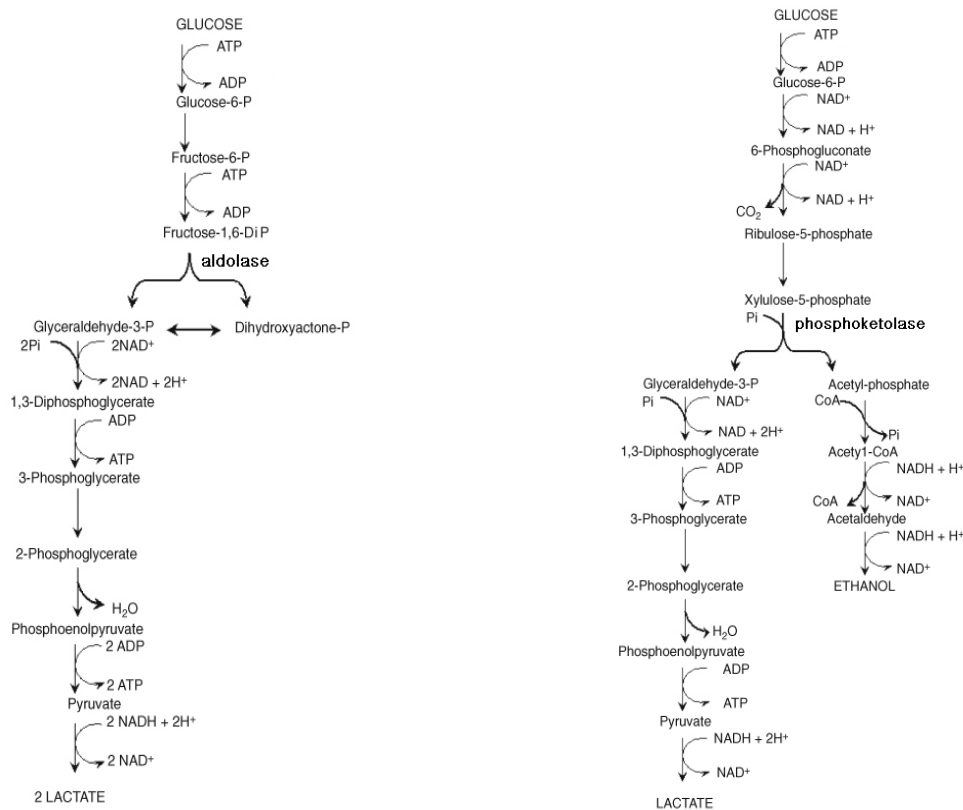 GLUCOSE
ATP
ADP
Glucose-6-P
Fructose-6-P
ATP
ADP
Fructose-1,6-Di P
aldolase
Glyceraldehyde-3-P
Dihydroxyactone-P
2Pi
2NAD+
2NAD + 2H+
1,3-Diphosphoglycerate
ADP
ATP
3-Phosphoglycerate
2-Phosphoglycerate
H2O
Phosphoenolpyruvate
2 ADP
2 ATP
Pyruvate
2 NADH + 2H+
2 NAD+
2 LACTATE
GLUCOSE
ATP
ADP
Glucose-6-P
NAD+
NAD + H+
6-Phosphogluconate
NAD+
NAD + H+
CO2
Ribulose-5-phosphate
Xylulose-5-phosphate
Pi
phosphoketolase
Glyceraldehyde-3-P
Pi
NAD+
NAD + 2H+
1,3-Diphosphoglycerate
ADP
ATP
3-Phosphoglycerate
2-Phosphoglycerate
H2O
Phosphoenolpyruvate
ADP
ATP
Pyruvate
NADH + 2H+
NAD+
LACTATE
Acetyl-phosphate
CoA
Pi
Acety1-CoA
NADH + H+
CoA
NAD+
Acetaldehyde
NADH + H+
NAD+
ETHANOL